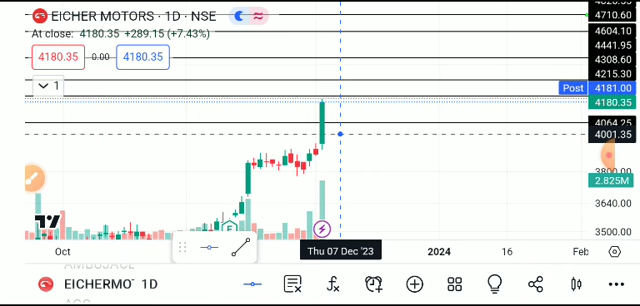 EICHER MOTORS · 1D · NSE
At close: 4180.35 +289.15 (+7.43%)
4180.35 0.00 4180.35
1
4710.60
4604.10
4441.95
4308.60
4215.30
Post 4181.00
4180.35
4064.25
4001.35
3800.00
2.825M
3640.00
3500.00
E
Oct Thu 07 Dec '23 2024 16 Feb
EICHERMO 1D